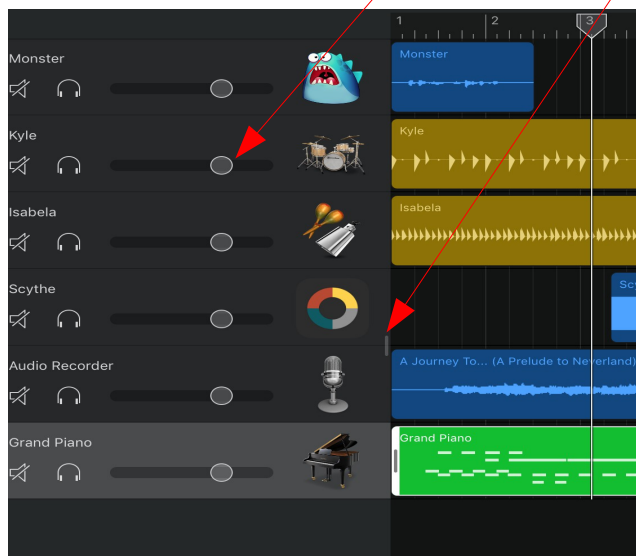 1 2 3
Monster
Monster
Kyle
Kyle
Isabela
Isabela
Scythe
Sc
Audio Recorder
A Journey To... (A Prelude to Neverland)
Grand Piano
Grand Piano